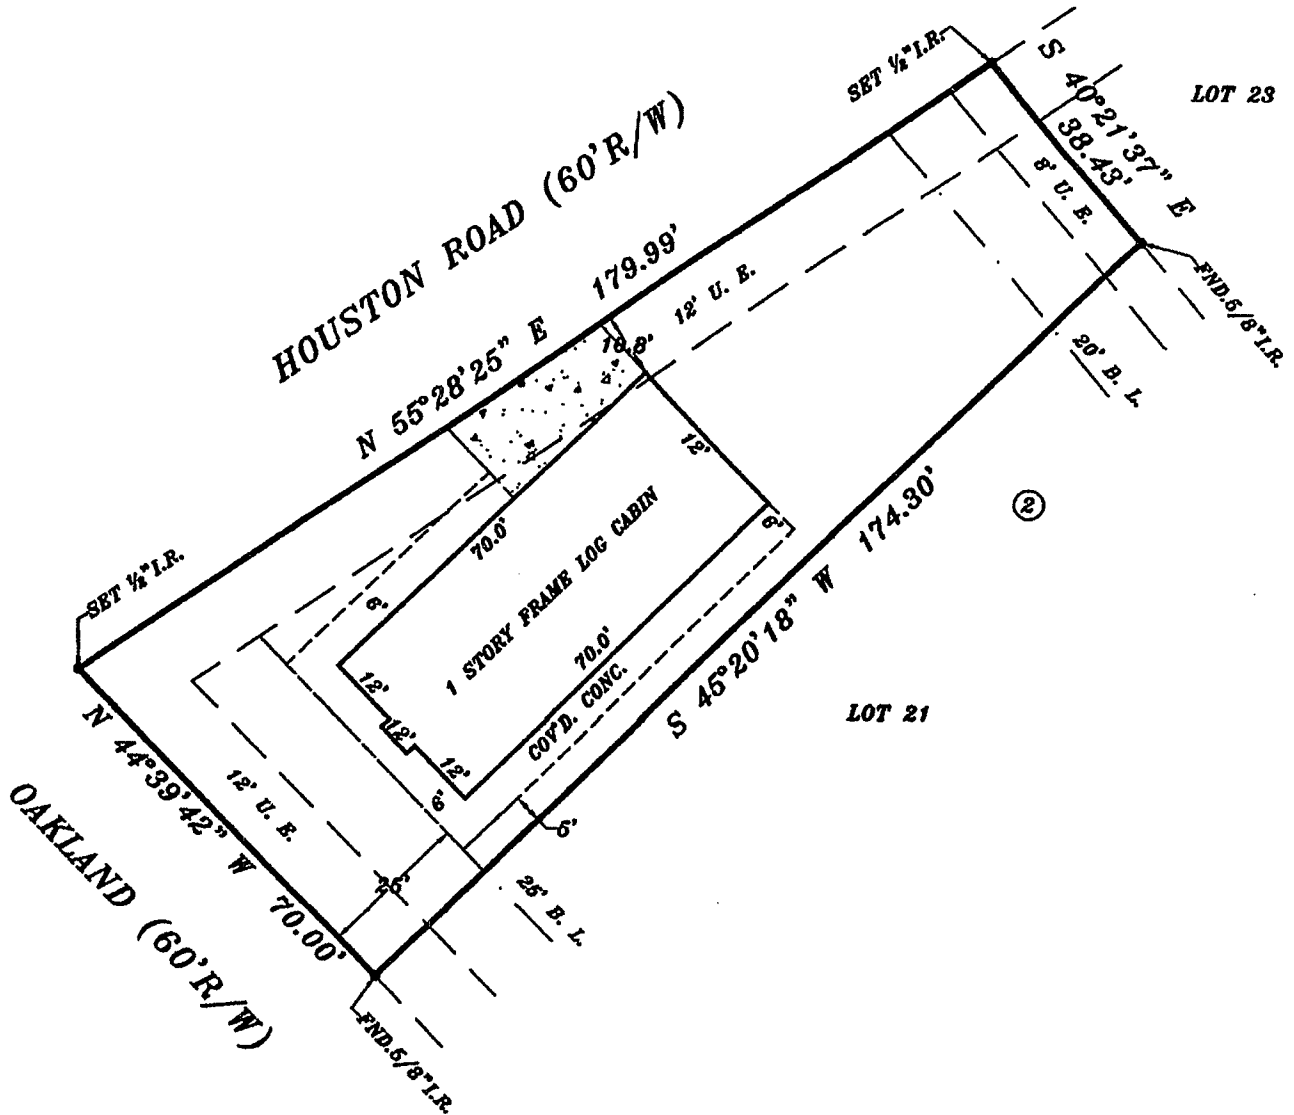 SET ½"I.R.
S 40°21'37" E
38.43'
LOT 23
HOUSTON ROAD (60'R/W)
8' U. E.
179.99'
12' U. E.
FND.5/8"I.R.
N 55°28'25" E
20' B. L.
12'
6'
174.30'
2
70.0'
1 STORY FRAME LOG CABIN
SET ½"I.R.
6'
70.0'
12'
12'
12'
COV'D. CONC.
S 45°20'18" W
LOT 21
N 44°39'42" W 70.00'
12' U. E.
6'
5'
25'
25' B. L.
OAKLAND (60'R/W)
FND.5/8"I.R.